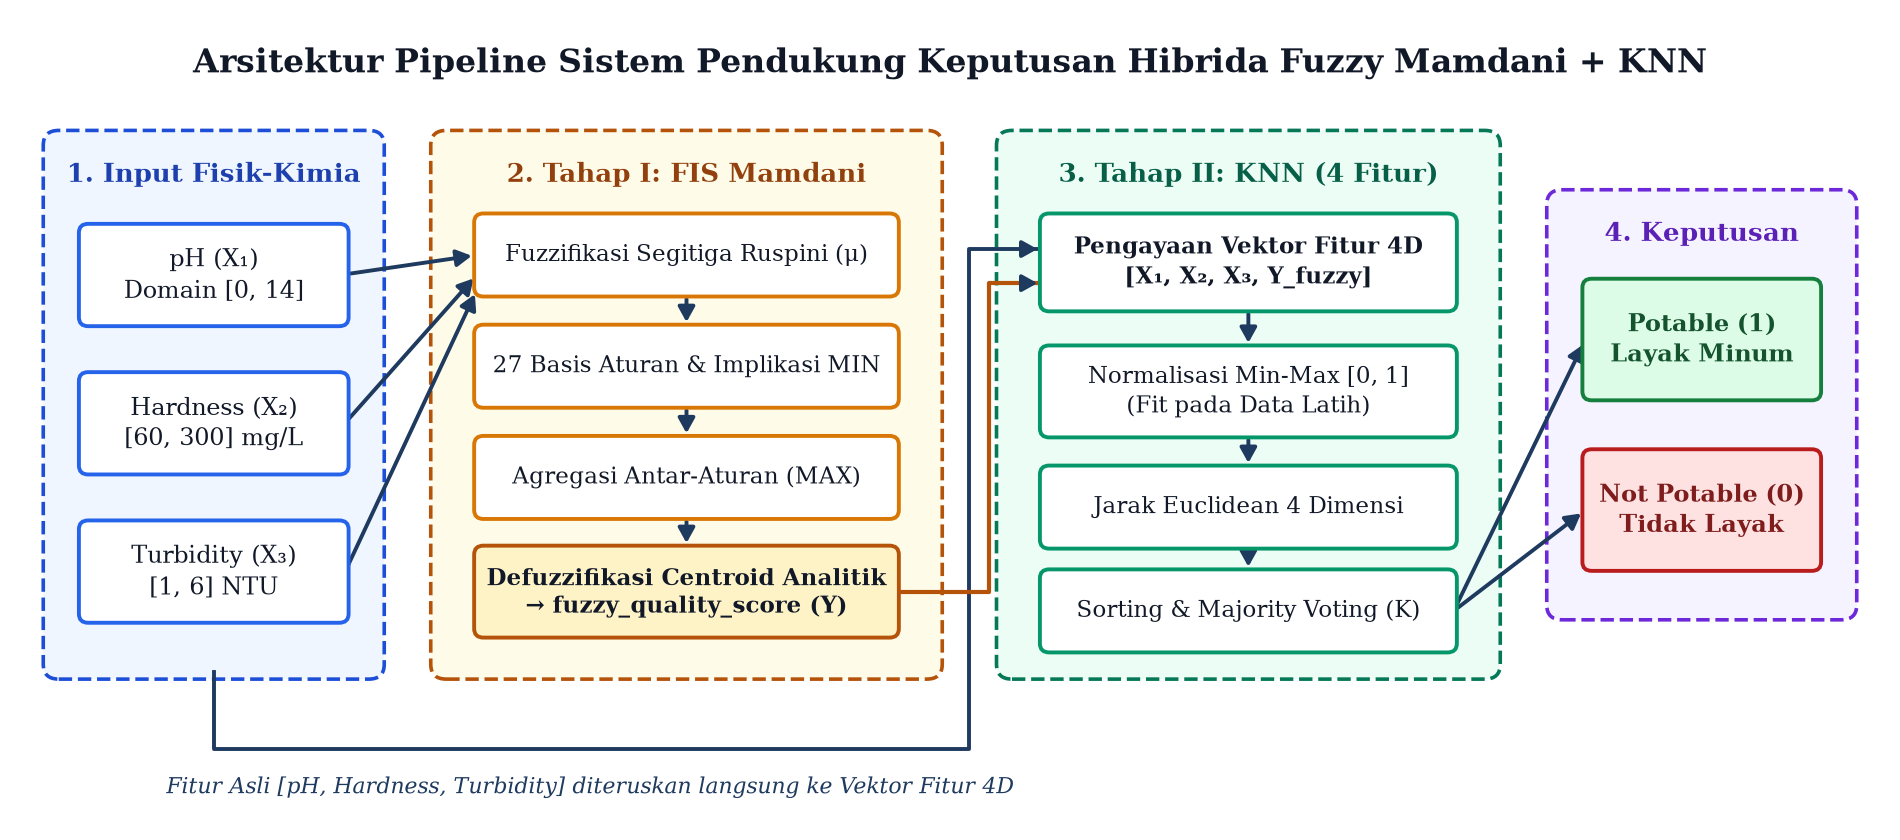 Arsitektur Pipeline Sistem Pendukung Keputusan Hibrida Fuzzy Mamdani + KNN
1. Input Fisik-Kimia
pH (X₁)
Domain [0, 14]
Hardness (X₂)
[60, 300] mg/L
Turbidity (X₃)
[1, 6] NTU
2. Tahap I: FIS Mamdani
Fuzzifikasi Segitiga Ruspini (μ)
27 Basis Aturan & Implikasi MIN
Agregasi Antar-Aturan (MAX)
Defuzzifikasi Centroid Analitik
→ fuzzy_quality_score (Y)
3. Tahap II: KNN (4 Fitur)
Pengayaan Vektor Fitur 4D
[X₁, X₂, X₃, Y_fuzzy]
Normalisasi Min-Max [0, 1]
(Fit pada Data Latih)
Jarak Euclidean 4 Dimensi
Sorting & Majority Voting (K)
4. Keputusan
Potable (1)
Layak Minum
Not Potable (0)
Tidak Layak
Fitur Asli [pH, Hardness, Turbidity] diteruskan langsung ke Vektor Fitur 4D